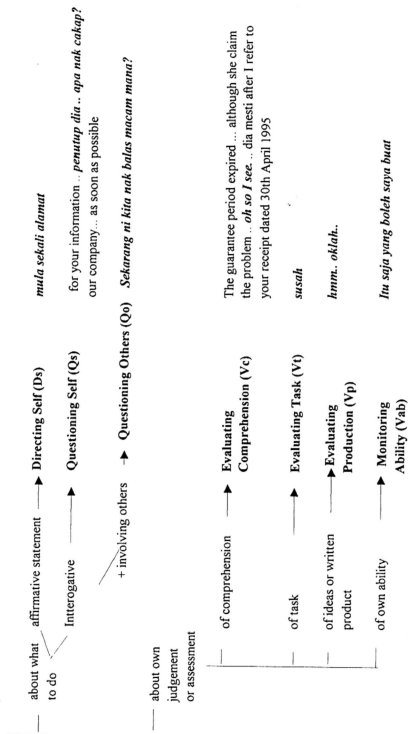 about what
to do
affirmative statement
Directing Self (Ds)
mula sekali alamat
Intterogative
Questioning Self (Qs)
for your information .. penutup dia .. apa nak cakap?
our company... as soon as possible
+ involving others
Questioning Others (Qo)
Sekarang ni kita nak balas macam mana?
about own
judgement
or assessment
of comprehension
Evaluating
Comprehension (Vc)
The guarantee period expired ... although she claim
the problem .. oh so I see. .. dia mesti after I refer to
your receipt dated 30th April 1995
of task
Evaluating Task (Vt)
susah
of ideas or written
product
Evaluating
Production (Vp)
hmm.. oklah..
of own ability
Monitoring
Ability (Vab)
Itu saja yang boleh saya buat